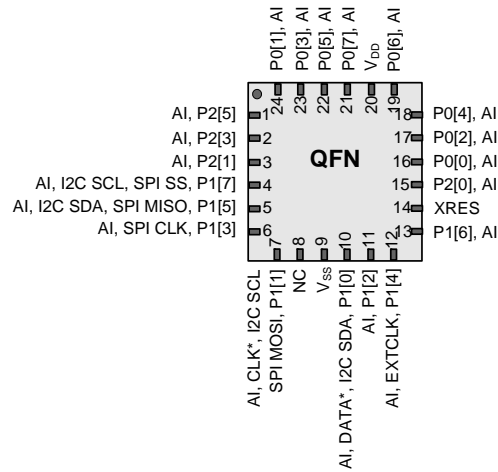 P0[1], AI
P0[3], AI
P0[5], AI
P0[7], AI
VDD
P0[6], AI
24
23
22
21
20
19
AI, P2[5]
1
AI, P2[3]
2
AI, P2[1]
3
AI, I2C SCL, SPI SS, P1[7]
4
AI, I2C SDA, SPI MISO, P1[5]
5
AI, SPI CLK, P1[3]
6
QFN
18
P0[4], AI
17
P0[2], AI
16
P0[0], AI
15
P2[0], AI
14
XRES
13
P1[6], AI
7
8
9
10
11
12
AI, CLK*, I2C SCL
SPI MOSI, P1[1]
NC
VSS
AI, DATA*, I2C SDA, P1[0]
AI, P1[2]
AI, EXTCLK, P1[4]